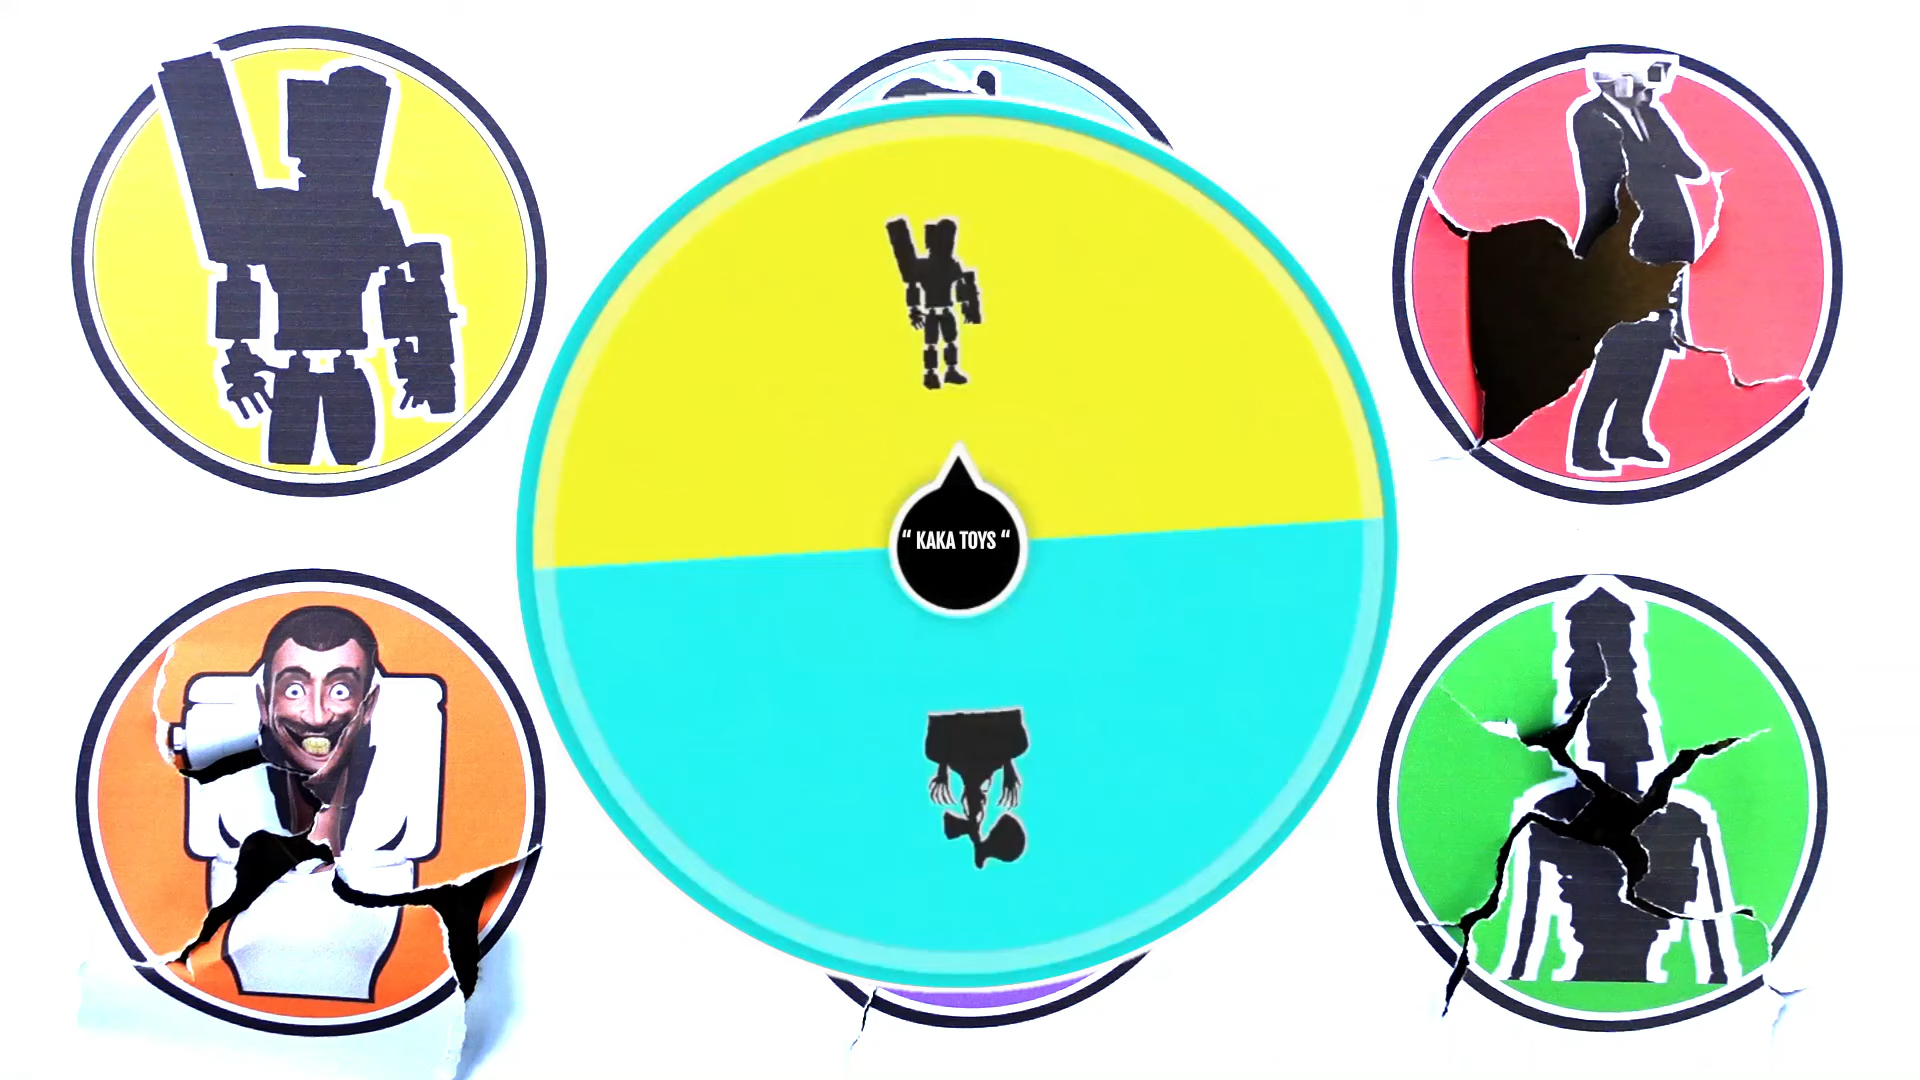 “ KAKA TOYS “